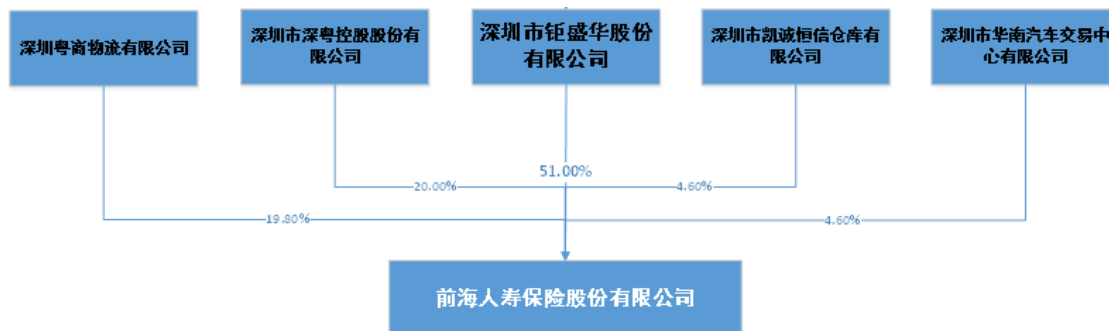 深圳粤商物流有限公司
深圳市深粤控股股份有
限公司
深圳市钜盛华股份
有限公司
深圳市凯诚恒信仓库有
限公司
深圳市华南汽车交易中
心有限公司
51.00%
20.00%
4.60%
19.80%
4.60%
前海人寿保险股份有限公司